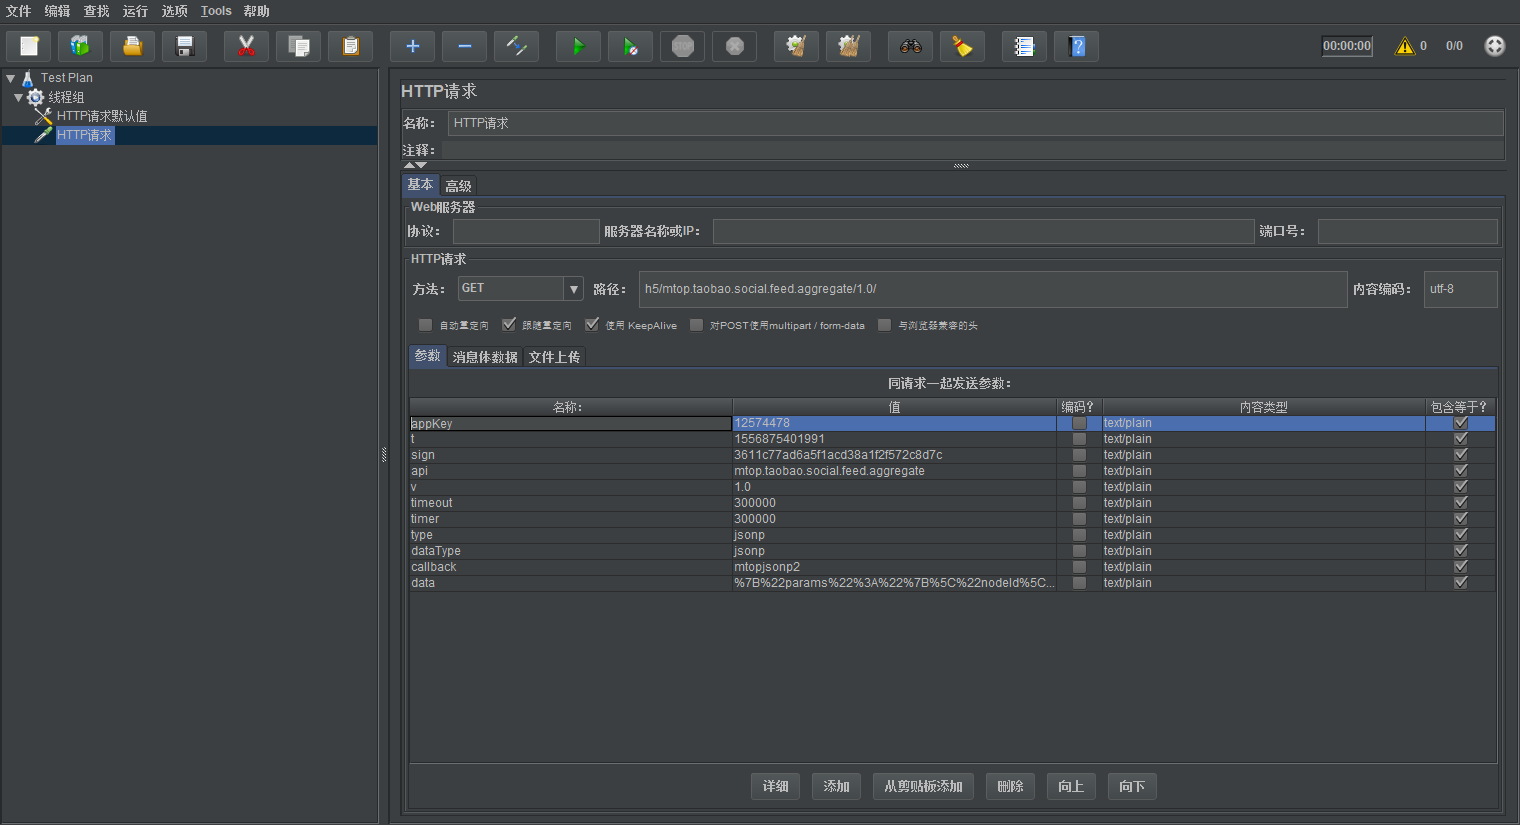 文件 编辑 查找 运行 选项 Tools 帮助
STOP
00:00:00 0 0/0
Test Plan
线程组
HTTP请求默认值
HTTP请求
HTTP请求
名称： HTTP请求
注释：
基本 高级
Web服务器
协议： 服务器名称或IP： 端口号：
HTTP请求
方法： GET 路径： h5/mtop.taobao.social.feed.aggregate/1.0/ 内容编码： utf-8
自动重定向 跟随重定向 使用 KeepAlive 对POST使用multipart / form-data 与浏览器兼容的头
参数 消息体数据 文件上传
同请求一起发送参数：
名称： 值 编码？ 内容类型 包含等于？
appKey 12574478 text/plain
t 1556875401991 text/plain
sign 3611c77ad6a5f1acd38a1f2f572c8d7c text/plain
api mtop.taobao.social.feed.aggregate text/plain
v 1.0 text/plain
timeout 300000 text/plain
timer 300000 text/plain
type jsonp text/plain
dataType jsonp text/plain
callback mtopjsonp2 text/plain
data %7B%22params%22%3A%22%7B%5C%22nodeId%5C... text/plain
详细 添加 从剪贴板添加 删除 向上 向下